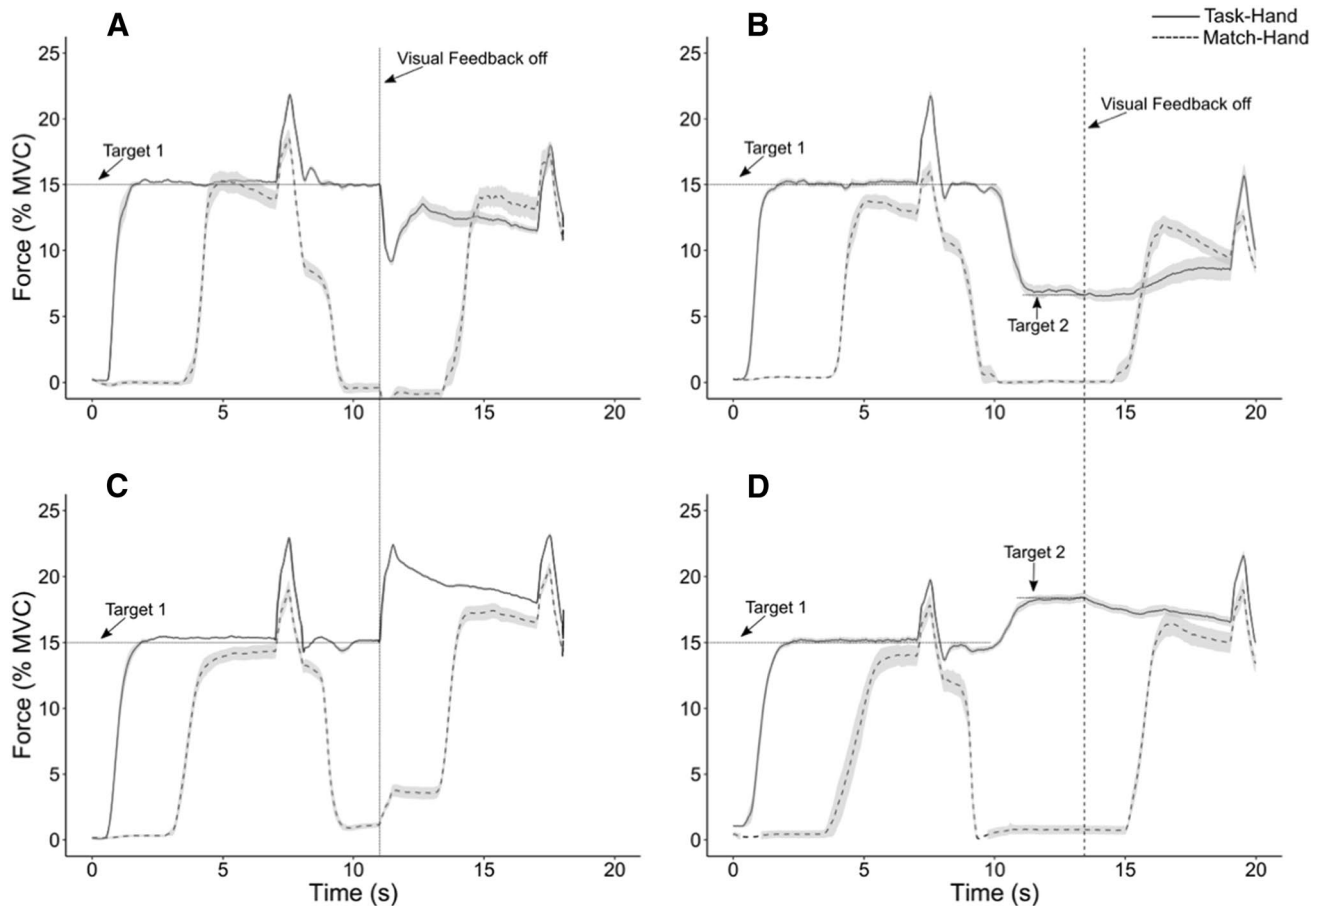 A
B
Task-Hand
Match-Hand
Visual Feedback off
Visual Feedback off
Target 1
Target 1
Target 2
Force (% MVC)
25
20
15
10
5
0
0
5
10
15
20
25
20
15
10
5
0
0
5
10
15
20
C
D
Target 1
Target 2
Target 1
Force (% MVC)
25
20
15
10
5
0
0
5
10
15
20
Time (s)
25
20
15
10
5
0
0
5
10
15
20
Time (s)